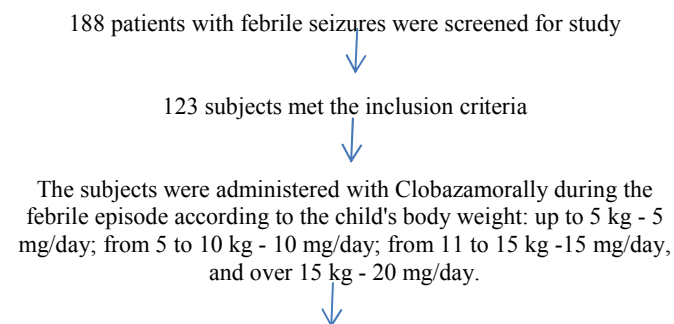 188 patients with febrile seizures were screened for study
123 subjects met the inclusion criteria
The subjects were administered with Clobazamorally during the
febrile episode according to the child's body weight: up to 5 kg - 5
mg/day; from 5 to 10 kg - 10 mg/day; from 11 to 15 kg -15 mg/day,
and over 15 kg - 20 mg/day.